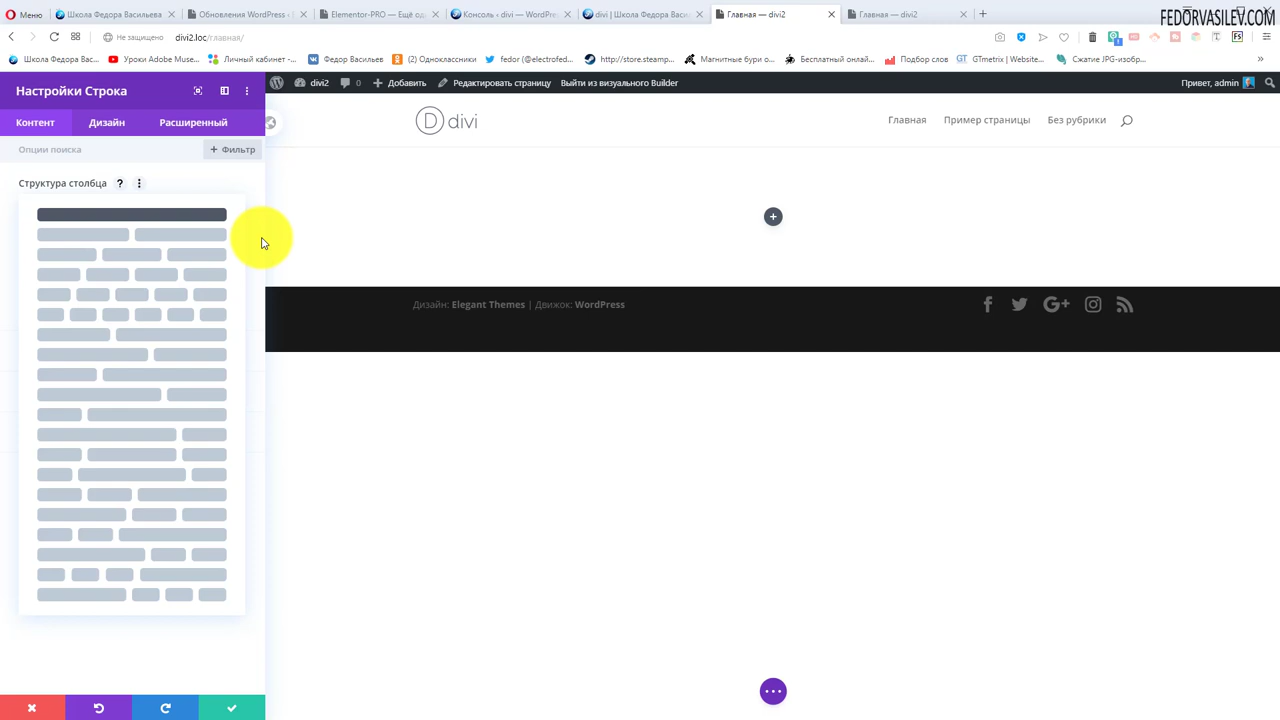 FEDORVASILEV.COM
Меню
Школа Федора Васильева
Обновления WordPress ‹
Elementor-PRO — Ещё од
Консоль ‹ divi — WordPre
divi | Школа Федора Васи
Главная — divi2
Главная — divi2
Не защищено
divi2.loc/главная/
Школа Федора Вас...
Уроки Adobe Muse...
Личный кабинет -...
Федор Васильев
(2) Одноклассники
fedor (@electrofed...
http://store.steamp...
Магнитные бури о...
Бесплатный онлай...
Подбор слов
GTmetrix | Website...
Сжатие JPG-изобр...
Настройки Строка
divi2
0
Добавить
Редактировать страницу
Выйти из визуального Builder
Привет, admin
Контент
Дизайн
Расширенный
D divi
Главная
Пример страницы
Без рубрики
Опции поиска
+ Фильтр
Структура столбца
?
Дизайн: Elegant Themes | Движок: WordPress